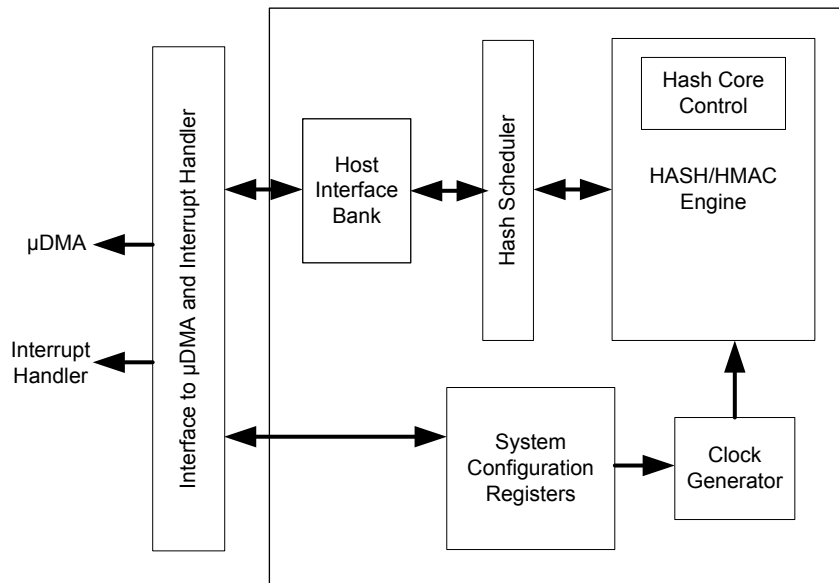 Hash Core
Control
HASH/HMAC
Engine
Host
Interface
Bank
Hash Scheduler
Interface to µDMA and Interrupt Handler
µDMA
Interrupt
Handler
System
Configuration
Registers
Clock
Generator